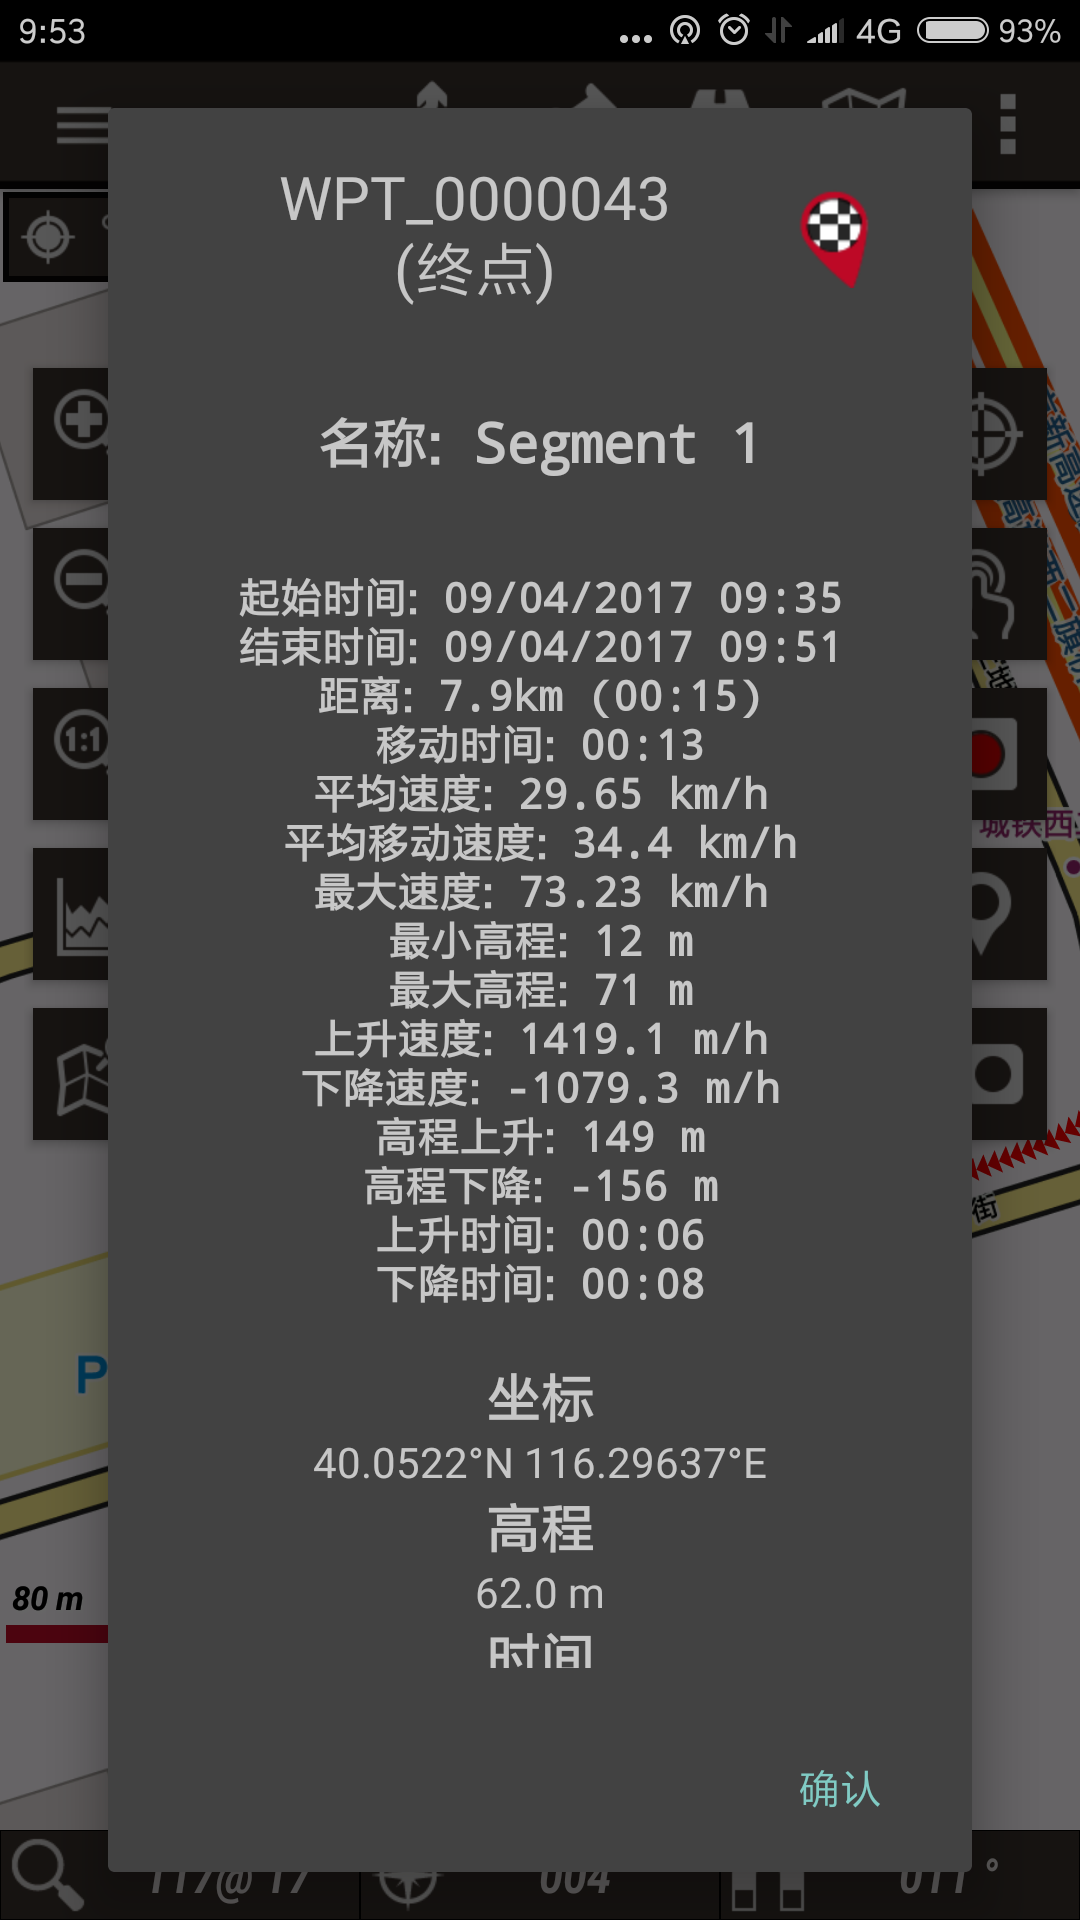 9:53
4G
93%
WPT_0000043
(终点)
名称: Segment 1
起始时间: 09/04/2017 09:35
结束时间: 09/04/2017 09:51
距离: 7.9km (00:15)
移动时间: 00:13
平均速度: 29.65 km/h
平均移动速度: 34.4 km/h
最大速度: 73.23 km/h
最小高程: 12 m
最大高程: 71 m
上升速度: 1419.1 m/h
下降速度: -1079.3 m/h
高程上升: 149 m
高程下降: -156 m
上升时间: 00:06
下降时间: 00:08
坐标
40.0522°N 116.29637°E
高程
62.0 m
时间
确认
1:1
城铁西
街
P
80 m
117@ 17
004
011 °